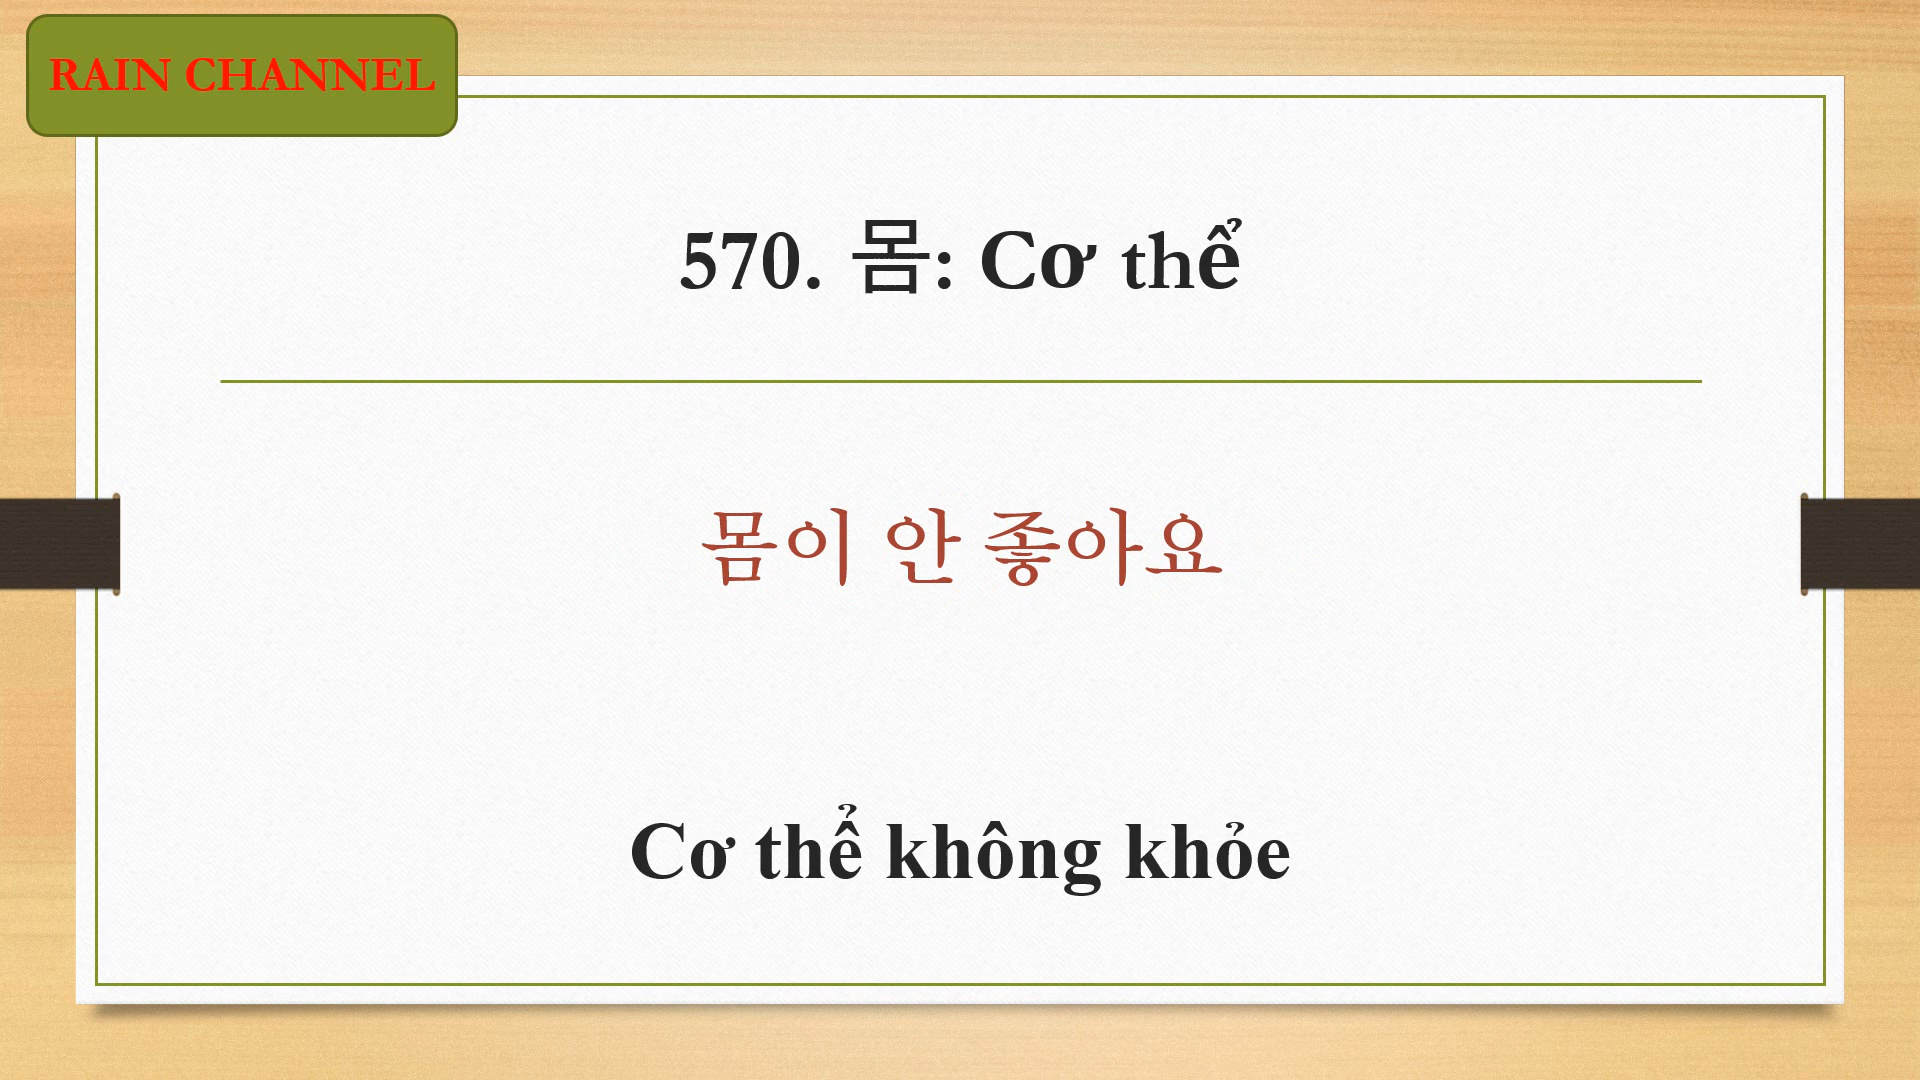 RAIN CHANNEL
570. 몸: Cơ thể
몸이 안 좋아요
Cơ thể không khỏe